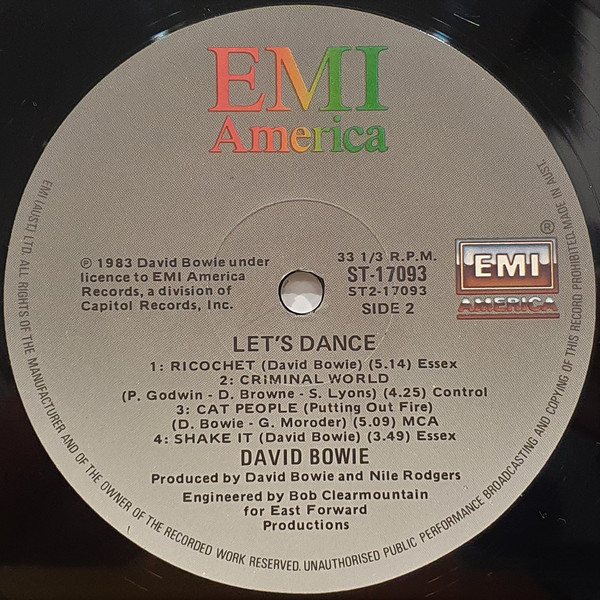 EMI
America
℗ 1983 David Bowie under
licence to EMI America
Records, a division of
Capitol Records, Inc.
33 1/3 R.P.M.
ST-17093
ST2-17093
SIDE 2
®
EMI
AMERICA
LET'S DANCE
1: RICOCHET (David Bowie) (5.14) Essex
2: CRIMINAL WORLD
(P. Godwin - D. Browne - S. Lyons) (4.25) Control
3: CAT PEOPLE (Putting Out Fire)
(D. Bowie - G. Moroder) (5.09) MCA
4: SHAKE IT (David Bowie) (3.49) Essex
DAVID BOWIE
Produced by David Bowie and Nile Rodgers
Engineered by Bob Clearmountain
for East Forward
Productions
EMI (AUST.) LTD. ALL RIGHTS OF THE MANUFACTURER AND OF THE OWNER OF THE RECORDED WORK RESERVED. UNAUTHORISED PUBLIC PERFORMANCE BROADCASTING AND COPYING OF THIS RECORD PROHIBITED. MADE IN AUST.